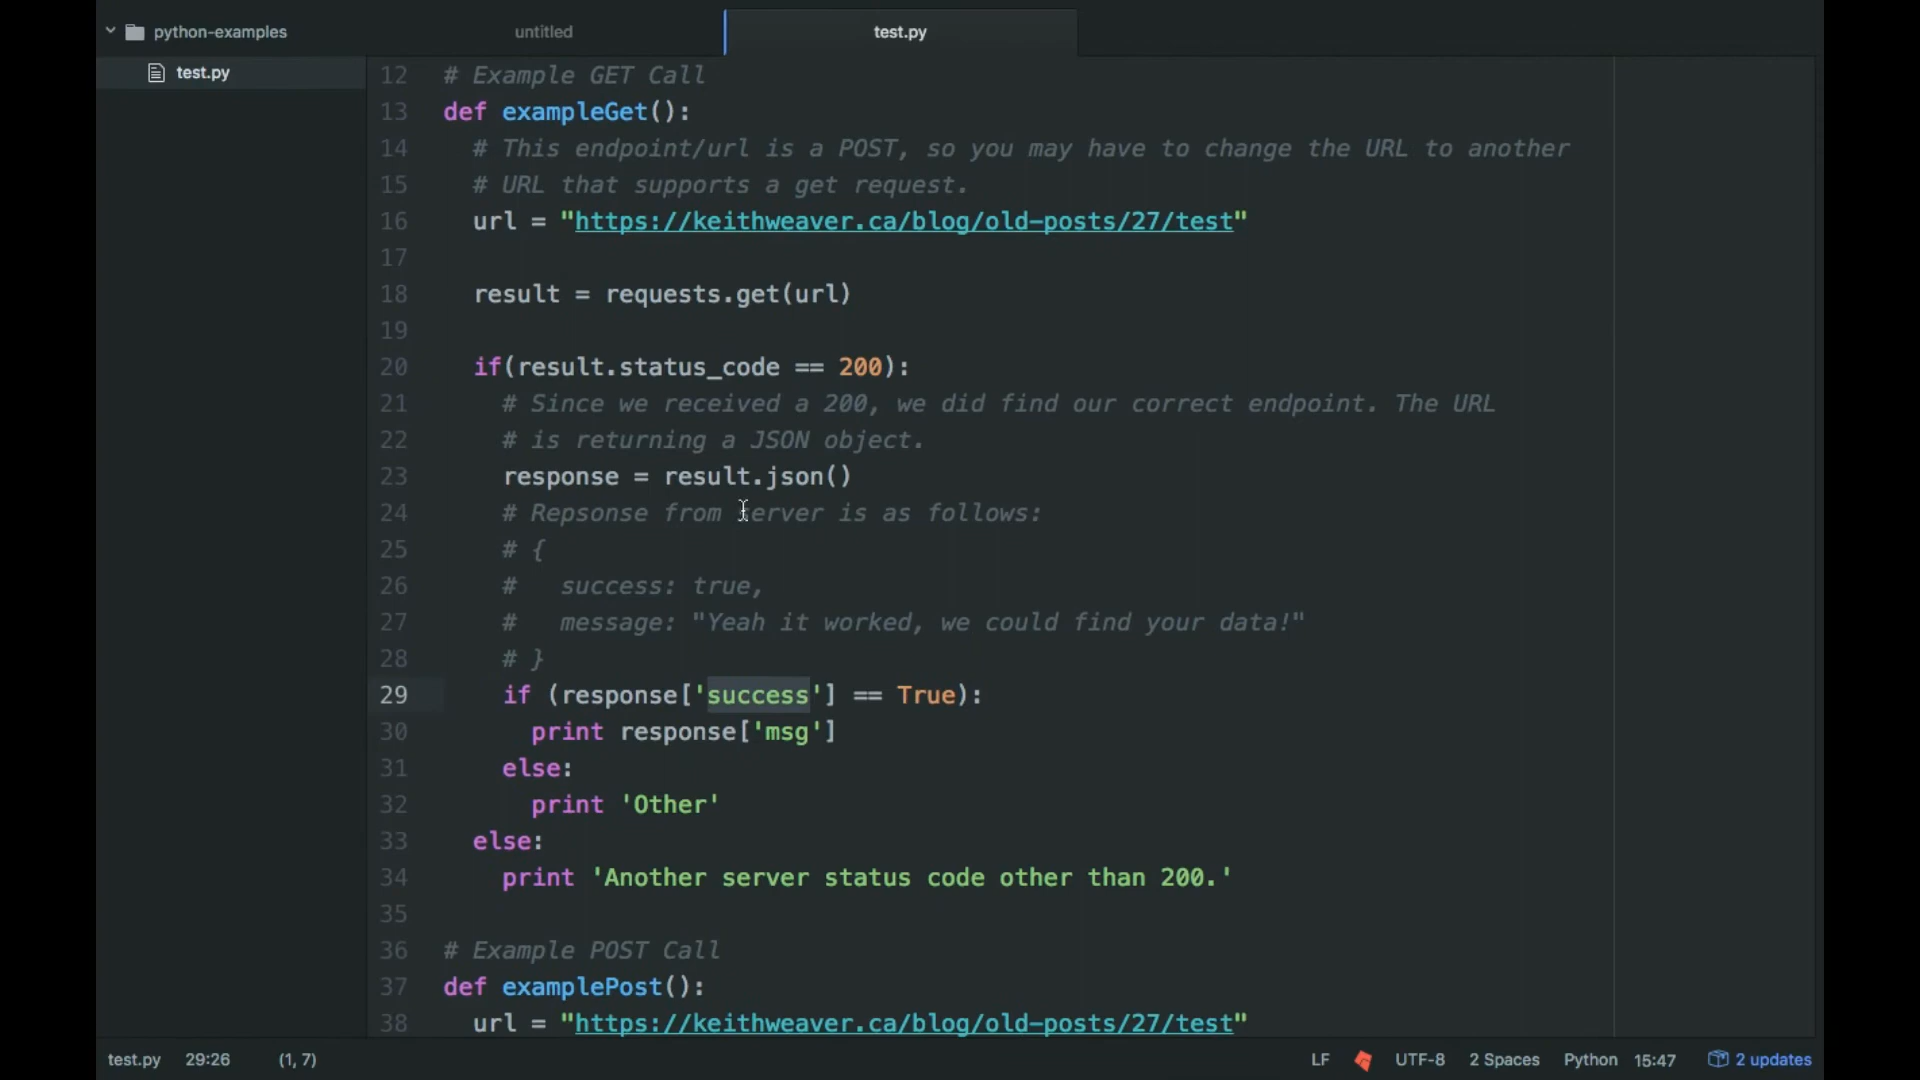 python-examples
untitled
test.py
test.py
12 # Example GET Call
13 def exampleGet():
14 # This endpoint/url is a POST, so you may have to change the URL to another
15 # URL that supports a get request.
16 url = "https://keithweaver.ca/blog/old-posts/27/test"
17
18 result = requests.get(url)
19
20 if(result.status_code == 200):
21 # Since we received a 200, we did find our correct endpoint. The URL
22 # is returning a JSON object.
23 response = result.json()
24 # Repsonse from server is as follows:
25 # {
26 #   success: true,
27 #   message: "Yeah it worked, we could find your data!"
28 # }
29 if (response['success'] == True):
30 print response['msg']
31 else:
32 print 'Other'
33 else:
34 print 'Another server status code other than 200.'
35
36 # Example POST Call
37 def examplePost():
38 url = "https://keithweaver.ca/blog/old-posts/27/test"
test.py 29:26 (1, 7) LF UTF-8 2 Spaces Python 15:47 2 updates